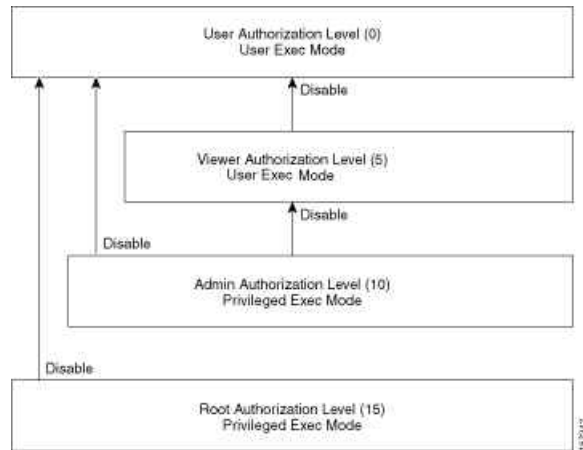 User Authorization Level (0)
User Exec Mode
Disable
Viewer Authorization Level (5)
User Exec Mode
Disable
Disable
Admin Authorization Level (10)
Privileged Exec Mode
Disable
Root Authorization Level (15)
Privileged Exec Mode